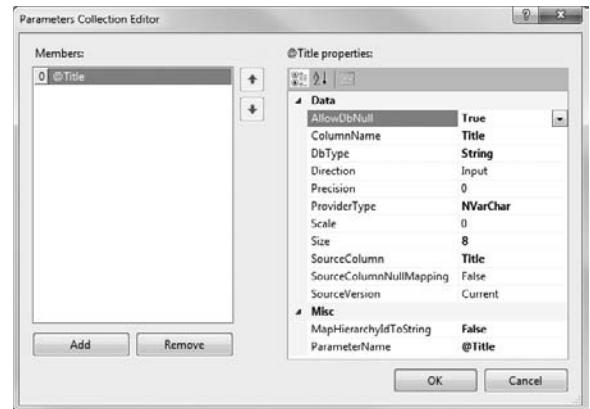 Parameters Collection Editor
Members:
0 @Title
Add
Remove
@Title properties:
Data
AllowDbNull True
ColumnName Title
DbType String
Direction Input
Precision 0
ProviderType NVarChar
Scale 0
Size 8
SourceColumn Title
SourceColumnNullMapping False
SourceVersion Current
Misc
MapHierarchyIdToString False
ParameterName @Title
OK
Cancel